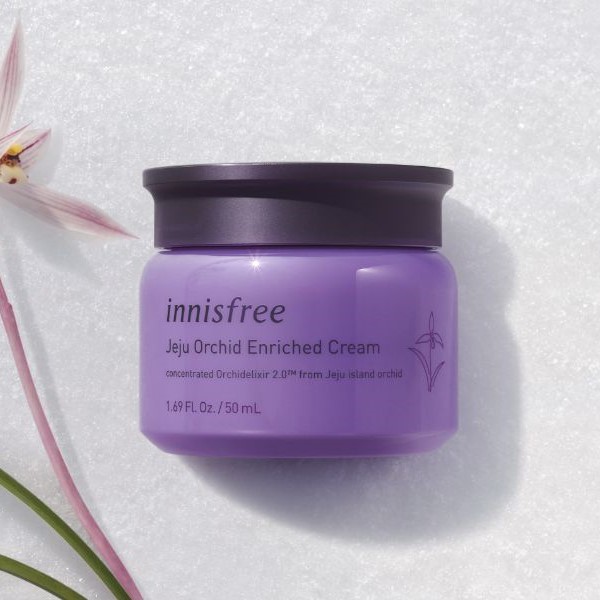 innisfree
Jeju Orchid Enriched Cream
concentrated Orchidelixir 2.0™ from Jeju island orchid
1.69 FL. Oz. / 50 mL